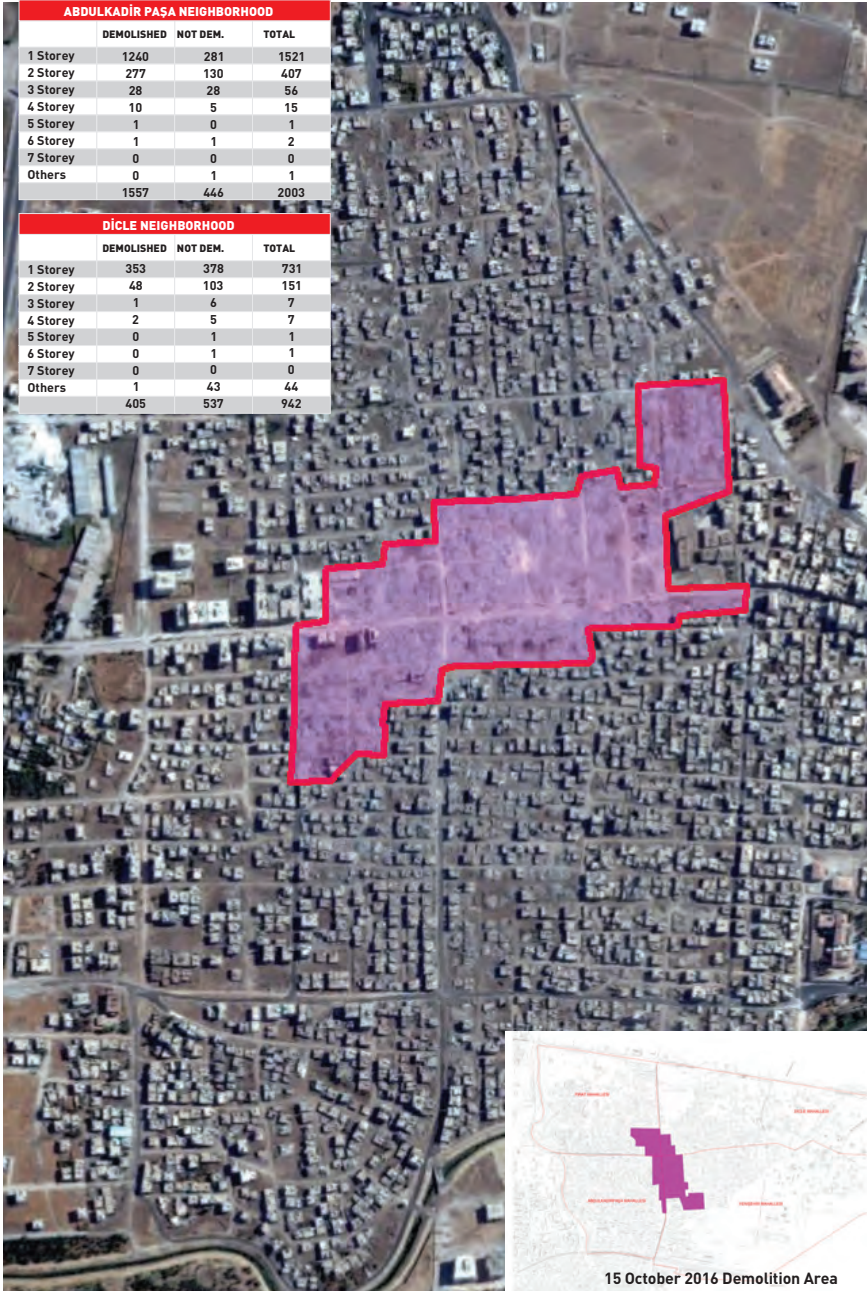 ABDULKADİR PAŞA NEIGHBORHOOD
DEMOLISHED NOT DEM. TOTAL
1 Storey 1240 281 1521
2 Storey 277 130 407
3 Storey 28 28 56
4 Storey 10 5 15
5 Storey 1 0 1
6 Storey 1 1 2
7 Storey 0 0 0
Others 0 1 1
1557 446 2003
DİCLE NEIGHBORHOOD
DEMOLISHED NOT DEM. TOTAL
1 Storey 353 378 731
2 Storey 48 103 151
3 Storey 1 6 7
4 Storey 2 5 7
5 Storey 0 1 1
6 Storey 0 1 1
7 Storey 0 0 0
Others 1 43 44
405 537 942
15 October 2016 Demolition Area